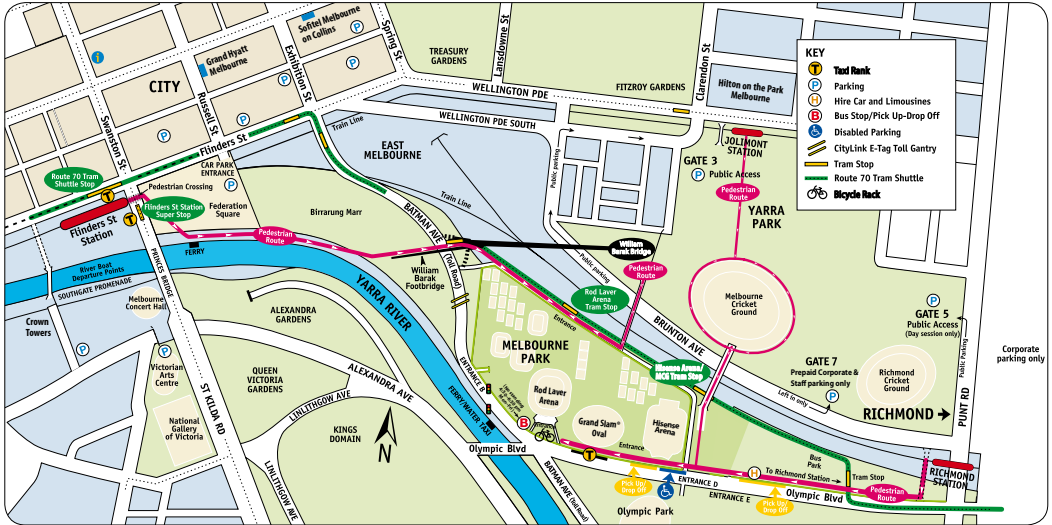 Sofitel Melbourne
on Collins
P
Spring St
TREASURY
GARDENS
Lansdowne St
Clarendon St
i
Grand Hyatt
Melbourne
Exhibition St
P
P
CITY
Russell St
Swanston St
P
P
Flinders St
WELLINGTON PDE
FITZROY GARDENS
Hilton on the Park
Melbourne
WELLINGTON PDE SOUTH
Train Line
EAST
MELBOURNE
KEY
T Taxi Rank
P Parking
H Hire Car and Limousines
B Bus Stop/Pick Up-Drop Off
Disabled Parking
CityLink E-Tag Toll Gantry
Tram Stop
Route 70 Tram Shuttle
Bicycle Rack
JOLIMONT
STATION
GATE 3
P Public Access
Public parking
Pedestrian
Route
YARRA
PARK
CAR PARK
ENTRANCE
P
Route 70 Tram
Shuttle Stop
T
Pedestrian Crossing
Flinders St Station
Super Stop
T
Flinders St
Station
Federation
Square
Birrarung Marr
Train Line
BATMAN AVE
(Toll Road)
Pedestrian
Route
FERRY
William
Barak Bridge
Public parking
Pedestrian
Route
William
Barak
Footbridge
River Boat
Departure Points
SOUTHGATE PROMENADE
PRINCES BRIDGE
YARRA RIVER
Melbourne
Concert Hall
Crown
Towers
P
P
ALEXANDRA
GARDENS
Rod Laver
Arena
Tram Stop
Entrance
BRUNTON AVE
Melbourne
Cricket
Ground
P
GATE 5
Public Access
(Day session only)
Public Parking
Corporate
parking only
MELBOURNE
PARK
Hisense Arena/
MCG Tram Stop
GATE 7
Prepaid Corporate &
Staff parking only
P
Left in only
Richmond
Cricket
Ground
RICHMOND
PUNT RD
Victorian
Arts
Centre
QUEEN
VICTORIA
GARDENS
ALEXANDRA AVE
ENTRANCE B
FERRY/WATER TAXI
Rod Laver
Arena
B
Grand Slam®
Oval
Hisense
Arena
ST KILDA RD
LINLITHGOW AVE
National
Gallery
of Victoria
KINGS
DOMAIN
N
LINLITHGOW AVE
Olympic Blvd
BATMAN AVE (Toll Road)
T
Entrance
Pick Up/
Drop Off
ENTRANCE D
Olympic Park
ENTRANCE E
H
To Richmond Station
Pick Up/
Drop Off
Olympic Blvd
Bus
Park
Tram Stop
Pedestrian
Route
RICHMOND
STATION